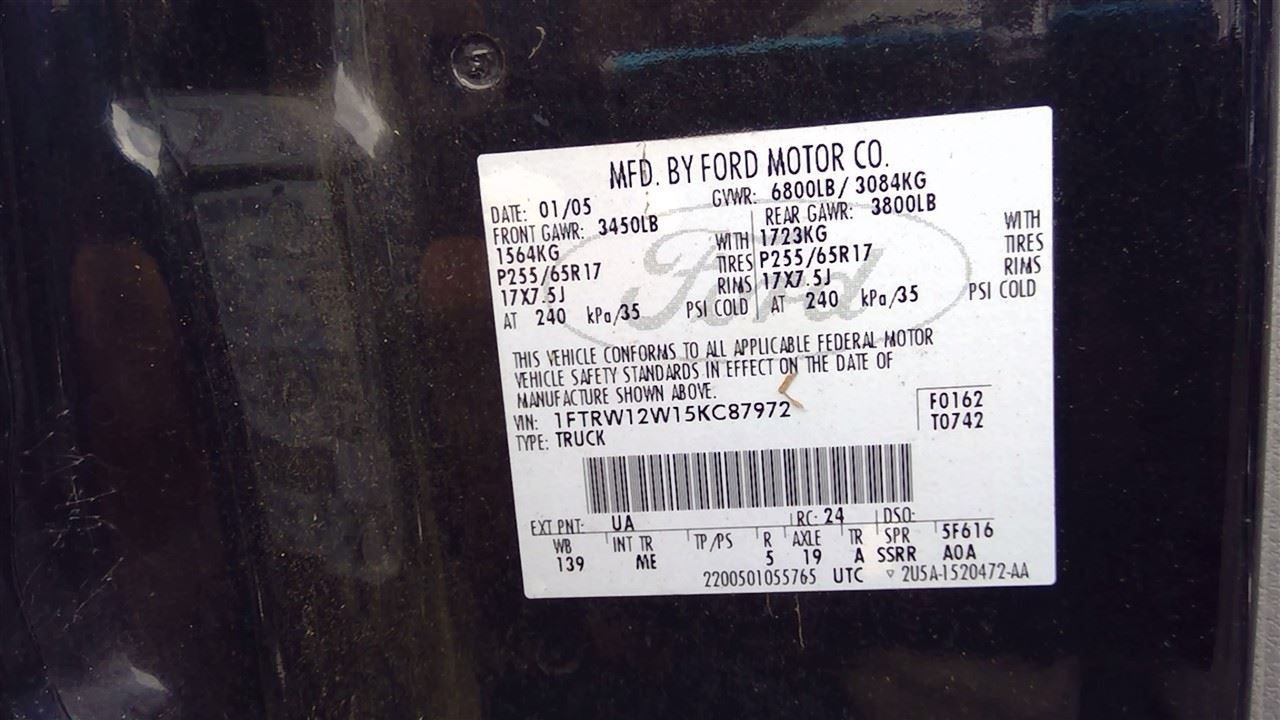 MFD. BY FORD MOTOR CO.
DATE: 01/05 GVWR: 6800LB/ 3084KG
FRONT GAWR: 3450LB REAR GAWR: 3800LB
1564KG WITH 1723KG WITH
P255/65R17 TIRES P255/65R17 TIRES
17X7.5J RIMS 17X7.5J RIMS
AT 240 kPa/35 PSI COLD AT 240 kPa/35 PSI COLD
Ford
THIS VEHICLE CONFORMS TO ALL APPLICABLE FEDERAL MOTOR
VEHICLE SAFETY STANDARDS IN EFFECT ON THE DATE OF
MANUFACTURE SHOWN ABOVE.
VIN: 1FTRW12W15KC87972 F0162
TYPE: TRUCK T0742
EXT PNT: UA RC: 24 DSO:
WB INT TR TP/PS R AXLE TR SPR 5F616
139 ME 5 19 A SSRR AOA
2200501055765 UTC ▽ 2U5A-1520472-AA